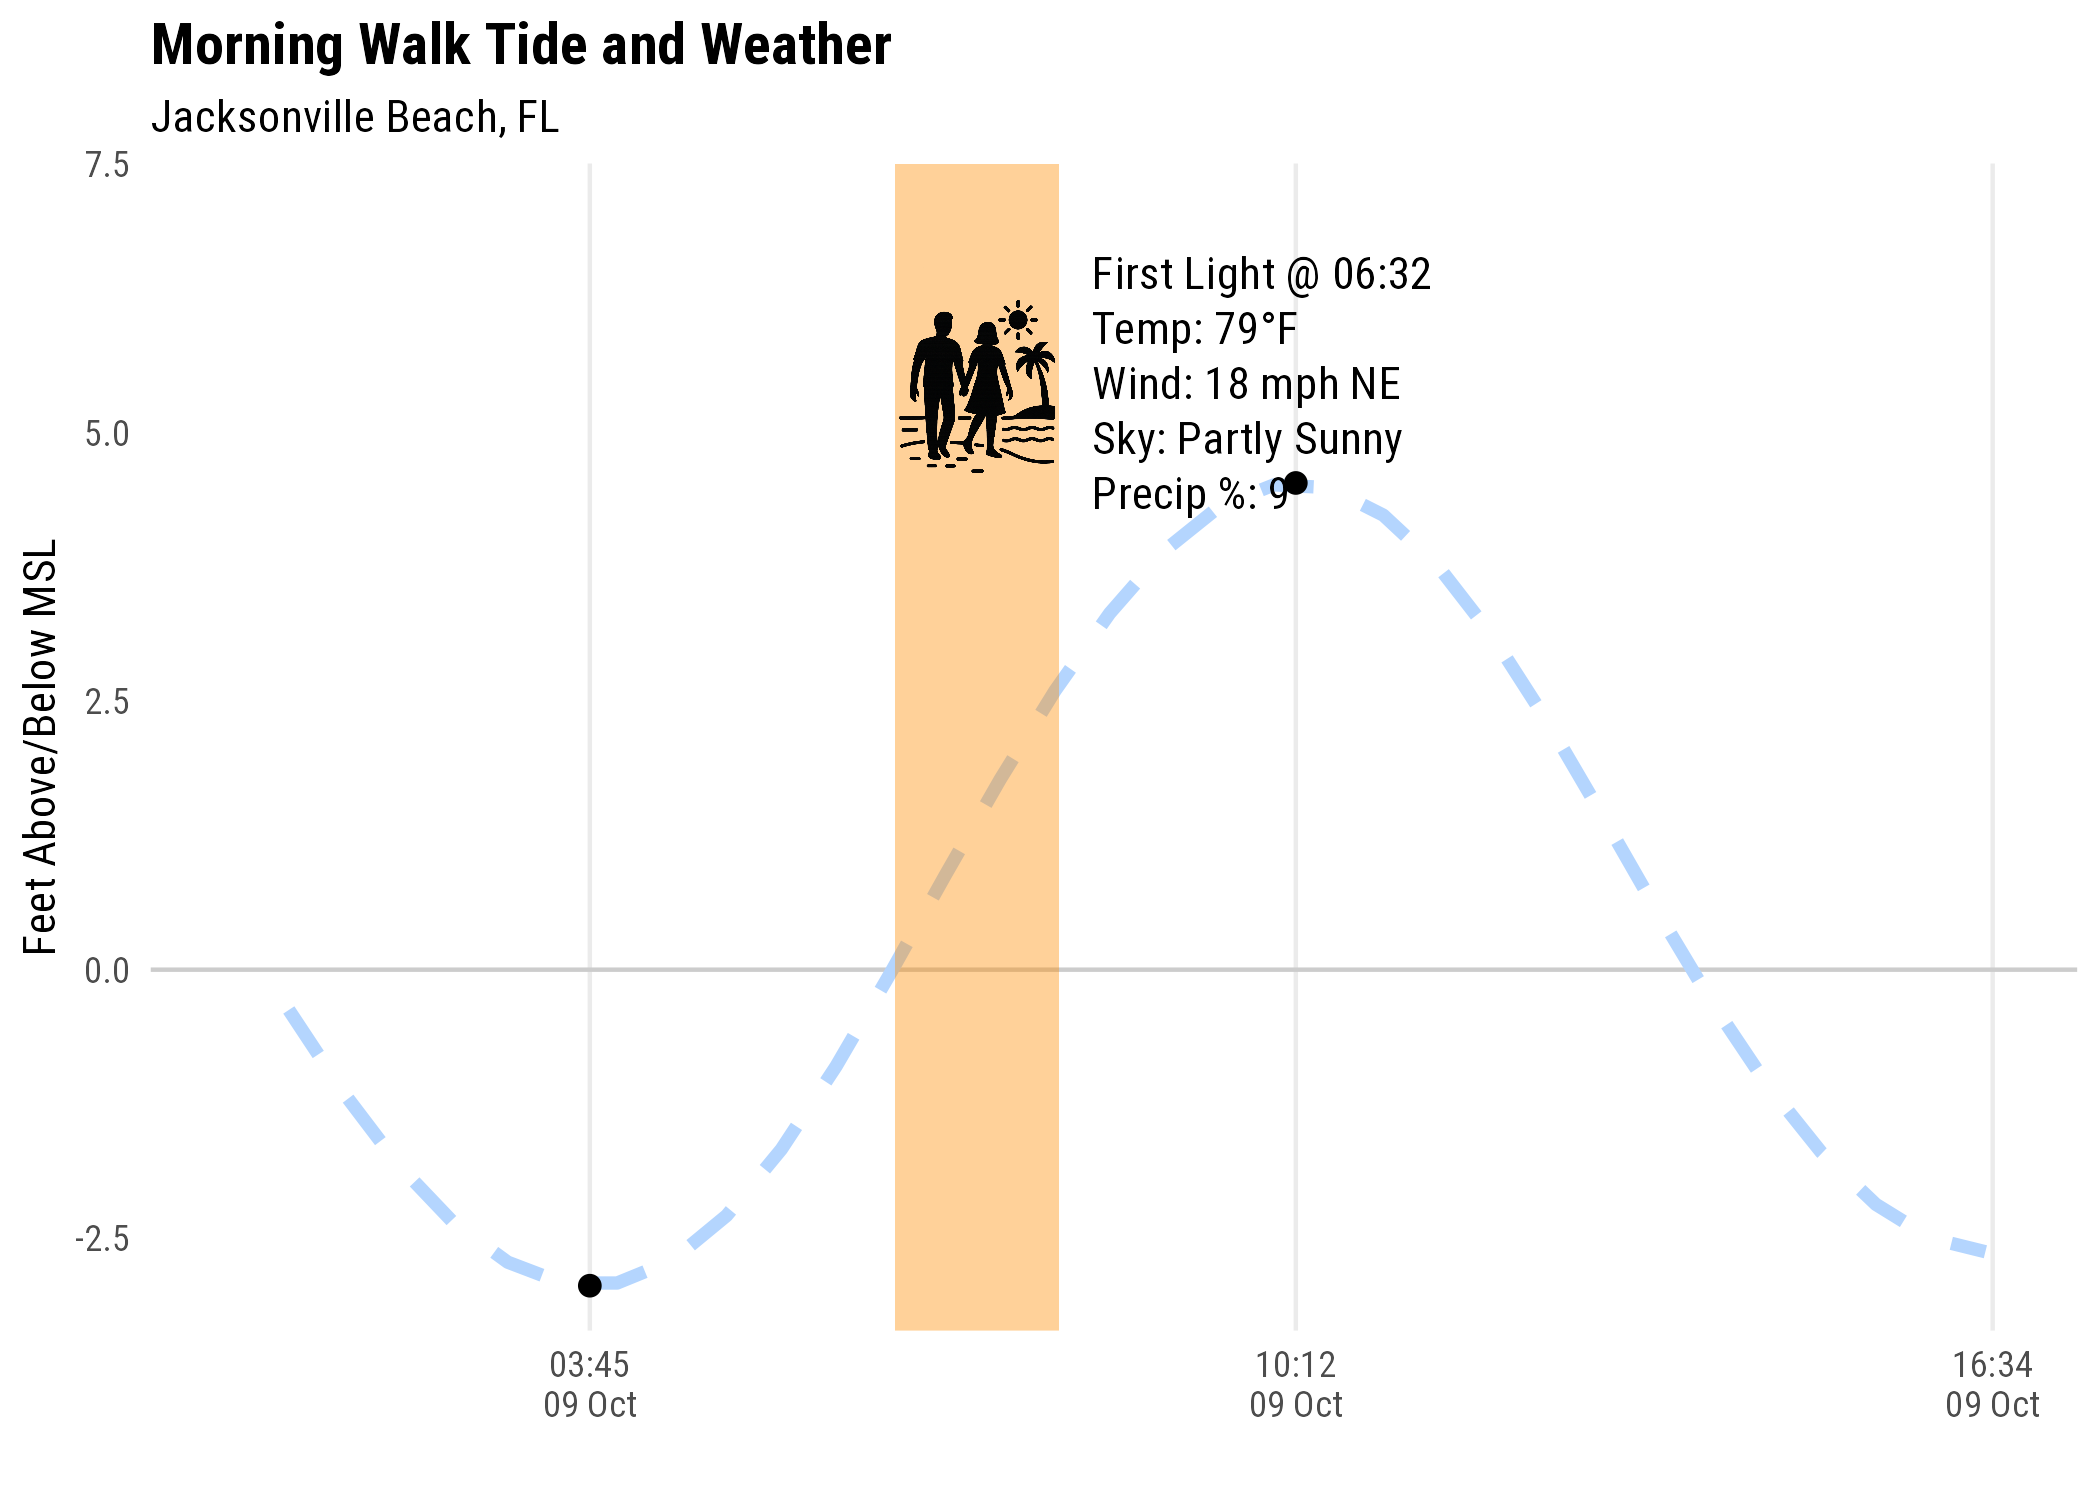 Morning Walk Tide and Weather
Jacksonville Beach, FL
7.5
5.0
2.5
0.0
-2.5
Feet Above/Below MSL
First Light @ 06:32
Temp: 79°F
Wind: 18 mph NE
Sky: Partly Sunny
Precip %: 9
03:45
09 Oct
10:12
09 Oct
16:34
09 Oct